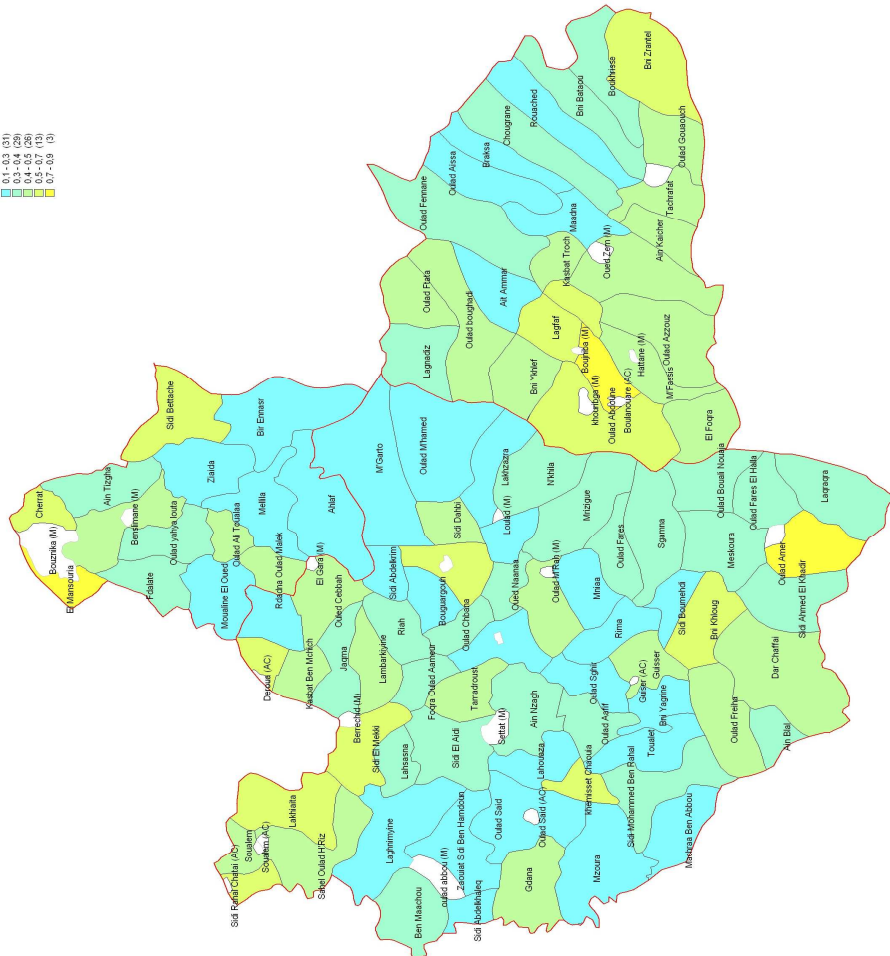 0.1 - 0.3 (31)
0.3 - 0.4 (29)
0.4 - 0.5 (26)
0.5 - 0.7 (13)
0.7 - 0.9 (3)
Sidi Rahal Chatai (AC)
Soualem
Soualem (AC)
Lakhiaita
Sahel Oulad H'Riz
Ben Maachou
oulad abbou (M)
Laghnimyine
Zaouiat Sidi Ben Hamdoun
Sidi Abdelkhaleq
Oulad Said
Gdana
Oulad Said (AC)
Lahouaza
Mzoura
khemisset Chaouia
Sidi Mohammed Ben Rahal
Machraa Ben Abbou
Deroua (AC)
Kasbat Ben Mchich
Berrechid (M)
Sidi El Mekki
Lahsasna
Sidi El Aidi
Jaqma
Lambarkiyine
Riah
Foqra Oulad Aameur
Tamadroust
Settat (M)
Ain Nzagh
Oulad Aafif
Oulad Sghir
Toualet
Bni Yagrine
Guiser (AC)
Guisser
Rima
Oulad Freiha
Ain Blal
Dar Chaffai
Bni Khloug
Sidi Boumehdi
El Mansouria
Bouznika (M)
Cherrat
Fdalate
Benslimane (M)
Ain Tizgha
Oulad yahya louta
Moualine El Oued
Oulad Ali Toualaa
Ziaida
Sidi Bettache
Bir Ennasr
Mellila
Rdadna Oulad Malek
El Gara (M)
Ahlaf
Ouled Cebbah
Sidi Abdelkrim
Bouguargouh
Oulad Chbana
M'Garto
Oulad M'hamed
Sidi Dahbi
Oued Naanaa
Loulad (M)
Lakhzazra
N'khila
Oulad M'Rah (M)
Mrizigue
Mniaa
Oulad Fares
Sgamna
Meskoura
Oulad Bouali Nouaja
Oulad Fares El Halla
Oulad Amer
Sidi Ahmed El Khadir
Laqraqra
Lagnadiz
Oulad Ftata
Oulad boughadi
Bni Ykhlef
Oulad Fennane
Oulad Aissa
Braksa
Chougrane
Rouached
Bni Bataou
Boukhrisse
Bni Zrantel
Oulad Gouaouch
Tachrafat
Ain Kaicher
Maadna
Ait Ammar
Kasbat Troch
Oued Zem (M)
Lagfaf
Boujniba (M)
khouribga (M)
Oulad Abdoune
Boulanouare (AC)
Hattane (M)
Oulad Azzouz
M'Fassis
El Foqra